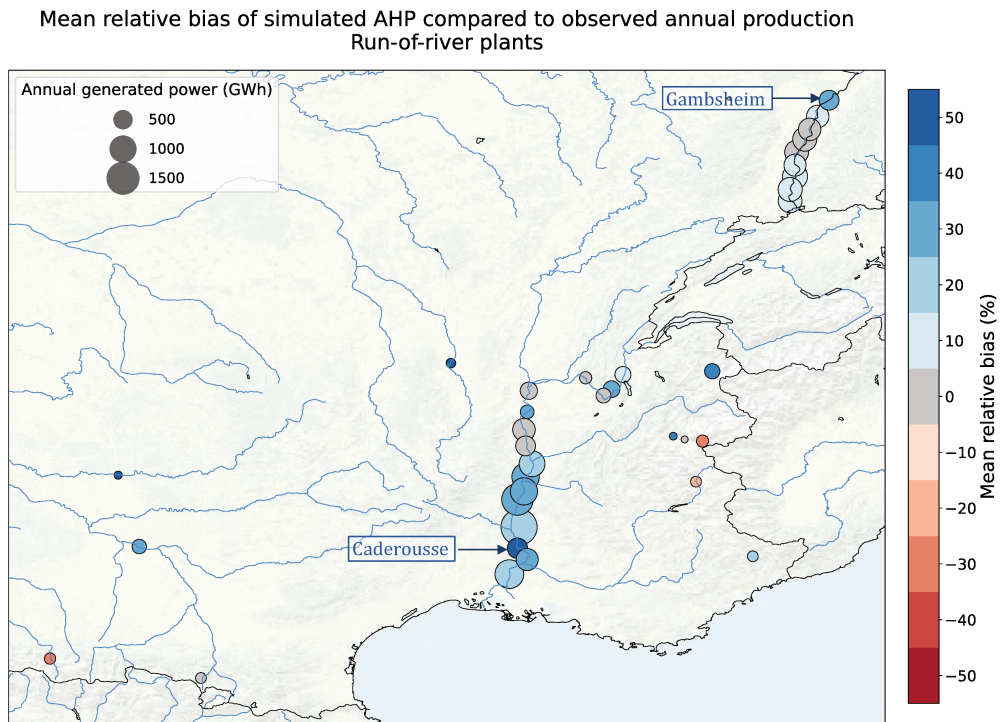 Mean relative bias of simulated AHP compared to observed annual production
Run-of-river plants
Annual generated power (GWh)
500
1000
1500
Gambsheim
Caderousse
50
40
30
20
10
0
−10
−20
−30
−40
−50
Mean relative bias (%)